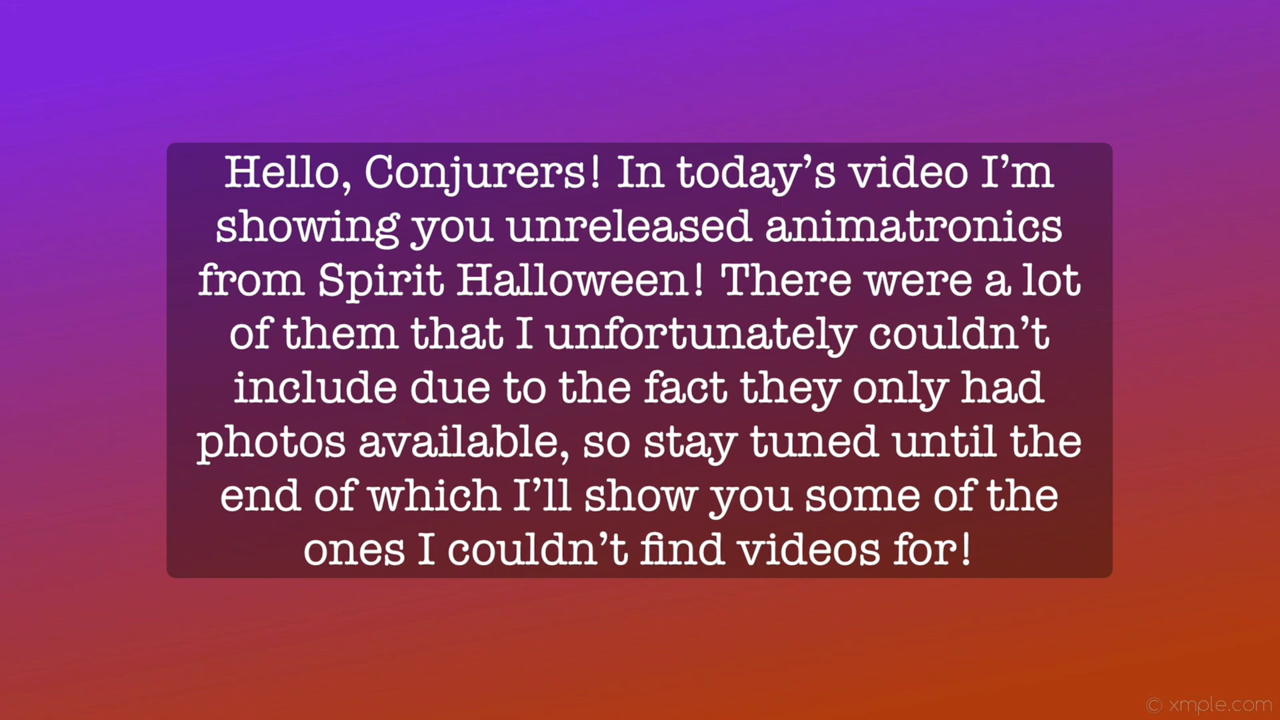 Hello, Conjurers! In today’s video I’m
showing you unreleased animatronics
from Spirit Halloween! There were a lot
of them that I unfortunately couldn’t
include due to the fact they only had
photos available, so stay tuned until the
end of which I’ll show you some of the
ones I couldn’t find videos for!
© xmple.com